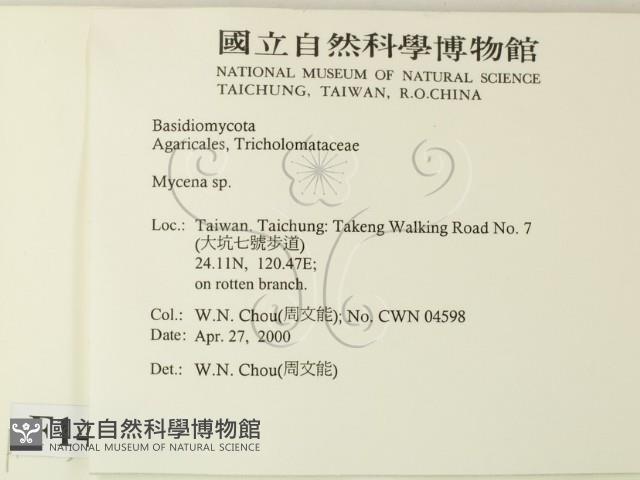 國立自然科學博物館
NATIONAL MUSEUM OF NATURAL SCIENCE
TAICHUNG, TAIWAN, R.O.CHINA
Basidiomycota
Agaricales, Tricholomataceae
Mycena sp.
Loc.: Taiwan. Taichung: Takeng Walking Road No. 7
(大坑七號步道)
24.11N, 120.47E;
on rotten branch.
Col.: W.N. Chou(周文能); No. CWN 04598
Date: Apr. 27, 2000
Det.: W.N. Chou(周文能)
國立自然科學博物館
NATIONAL MUSEUM OF NATURAL SCIENCE